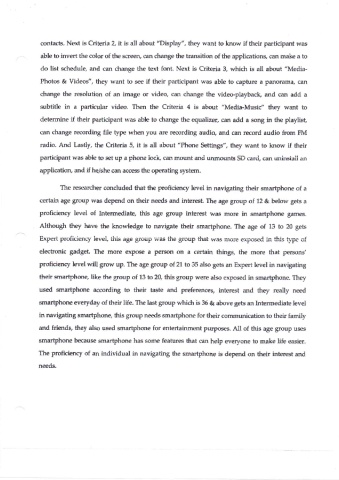 contacts. Next is Criteria 2, it is all about "Display", they want to know if their participant was
able to invert the color of the screen, can change the transition of the applications, can make a to
do list schedule, and can change the text font. Next is Criteria 3, which is all about "Media-
Photos & Videos", they want to see if their participant was able to capture a panorama, can
change the resolution of an image or video, can change the video-playback, and can add a
subtitle in a particular video. Then the Criteria 4 is about "Media-Music" they want to
determine if their participant was able to change the equalizer, can add a song in the playlist,
can change recording file type when you are recording audio, and can record audio from FM
radio. And Lastly, the Criteria 5, it is all about "Phone Settings", they want to know if their
participant was able to set up a phone lock, can mount and unmounts SD card, can uninstall an
application, and if he/she can access the operating system.
The researcher concluded that the proficiency level in navigating their smartphone of a
certain age group was depend on their needs and interest. The age group of 12 & below gets a
proficiency level of Intermediate, this age group interest was more in smartphone games.
Although they have the knowledge to navigate their smartphone. The age of 13 to 20 gets
Expert proficiency level, this age group was the group that was more exposed in this type of
electronic gadget. The more expose a person on a certain things, the more that persons'
proficiency level will grow up. The age group of 21 to 35 also gets an Expert level in navigating
their smartphone, like the group of 13 to 20, this group were also exposed in smartphone. They
used smartphone according to their taste and preferences, interest and they really need
smartphone everyday of their life. The last group which is 36 & above gets an Intermediate level
in navigating smartphone, this group needs smartphone for their communication to their family
and friends, they also used smartphone for entertainment purposes. All of this age group uses
smartphone because smartphone has some features that can help everyone to make life easier.
The proficiency of an individual in navigating the smartphone is depend on their interest and
needs.